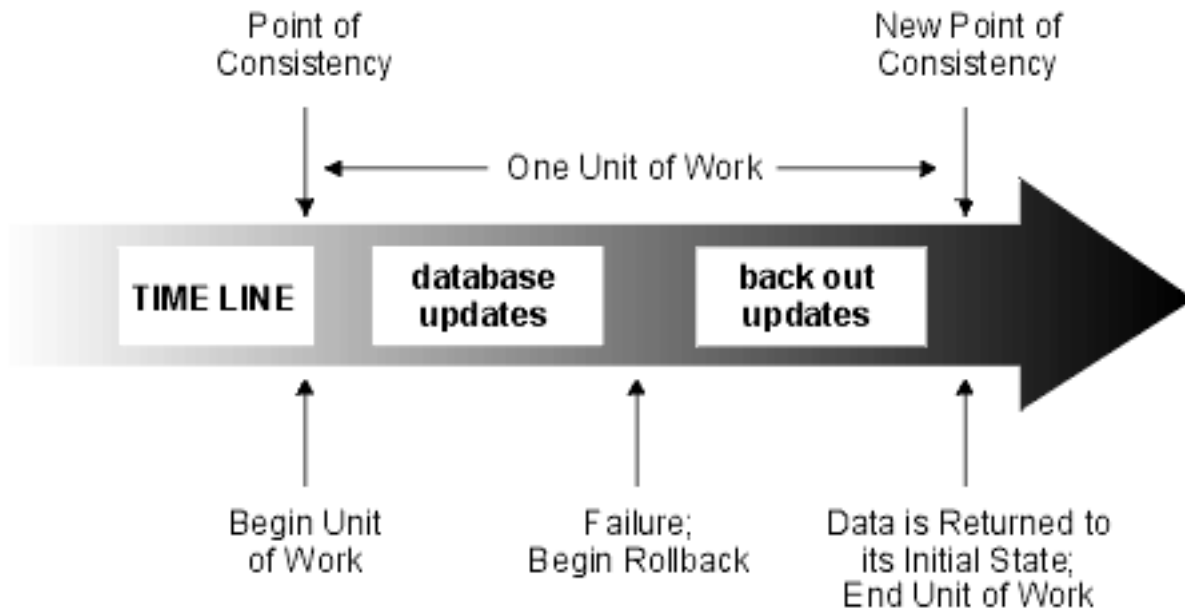 Point of
Consistency
New Point of
Consistency
One Unit of Work
TIME LINE
database
updates
back out
updates
Begin Unit
of Work
Failure;
Begin Rollback
Data is Returned to
its Initial State;
End Unit of Work